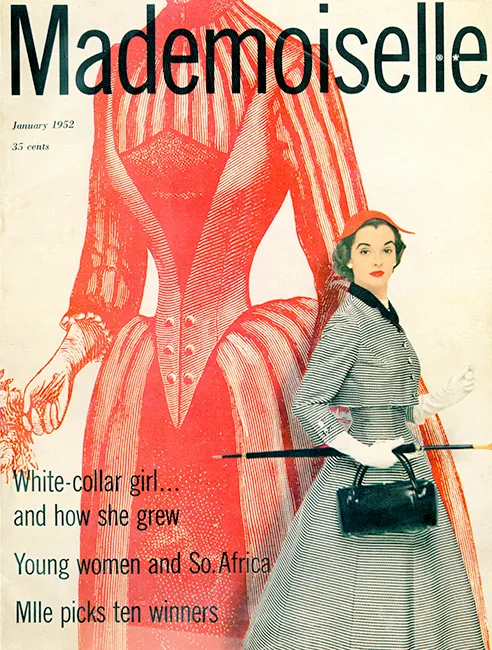 Mademoiselle®*
January 1952
35 cents
White-collar girl...
and how she grew
Young women and So. Africa
Mlle picks ten winners